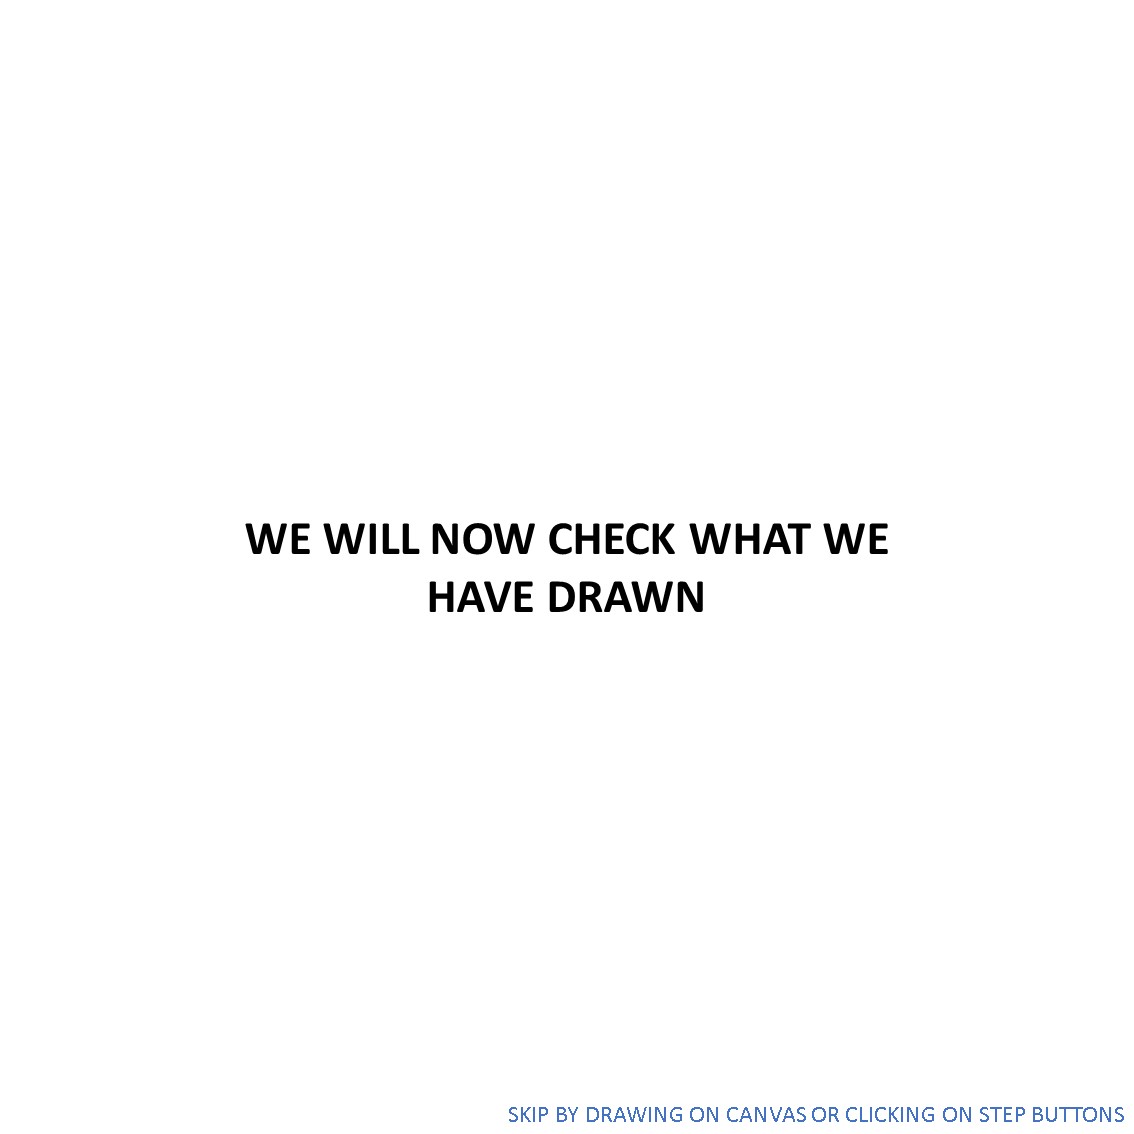 WE WILL NOW CHECK WHAT WE
HAVE DRAWN
SKIP BY DRAWING ON CANVAS OR CLICKING ON STEP BUTTONS